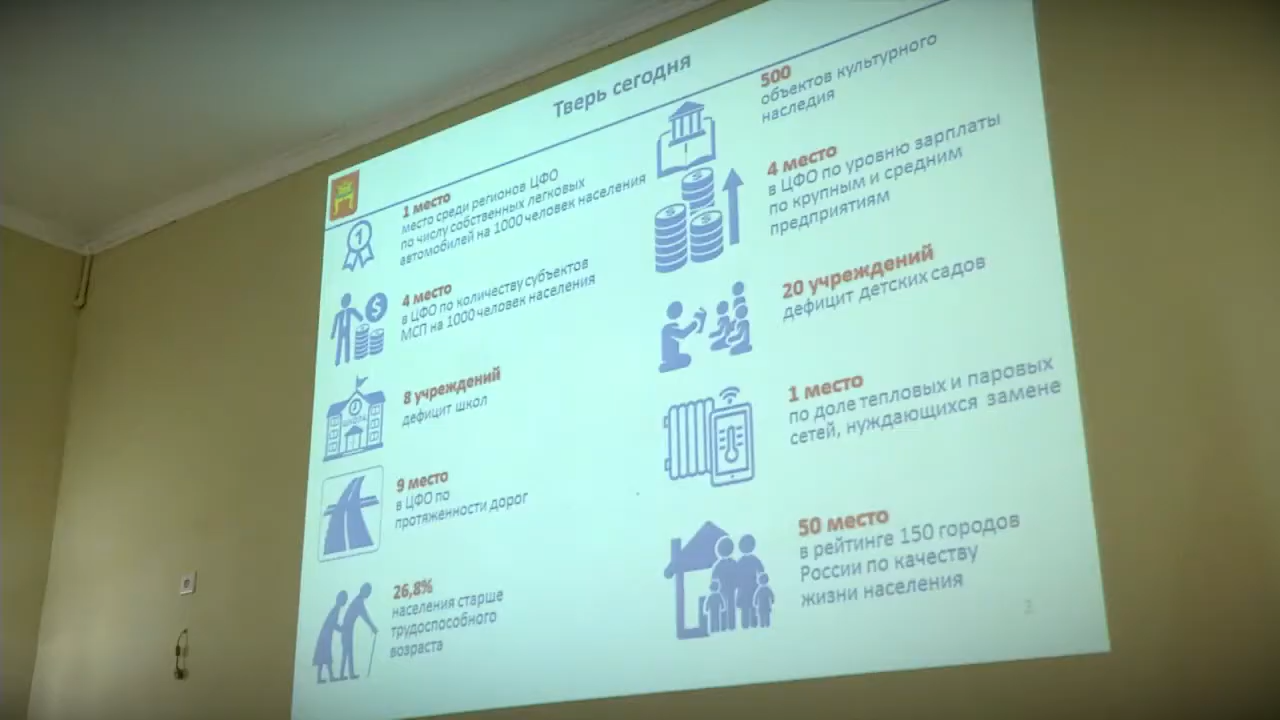 Тверь сегодня
1 место
место среди регионов ЦФО
по числу собственных легковых
автомобилей на 1000 человек населения
4 место
в ЦФО по количеству субъектов
МСП на 1000 человек населения
8 учреждений
дефицит школ
9 место
в ЦФО по
протяженности дорог
26,8%
населения старше
трудоспособного
возраста
500
объектов культурного
наследия
4 место
в ЦФО по уровню зарплаты
по крупным и средним
предприятиям
20 учреждений
дефицит детских садов
1 место
по доле тепловых и паровых
сетей, нуждающихся замене
50 место
в рейтинге 150 городов
России по качеству
жизни населения